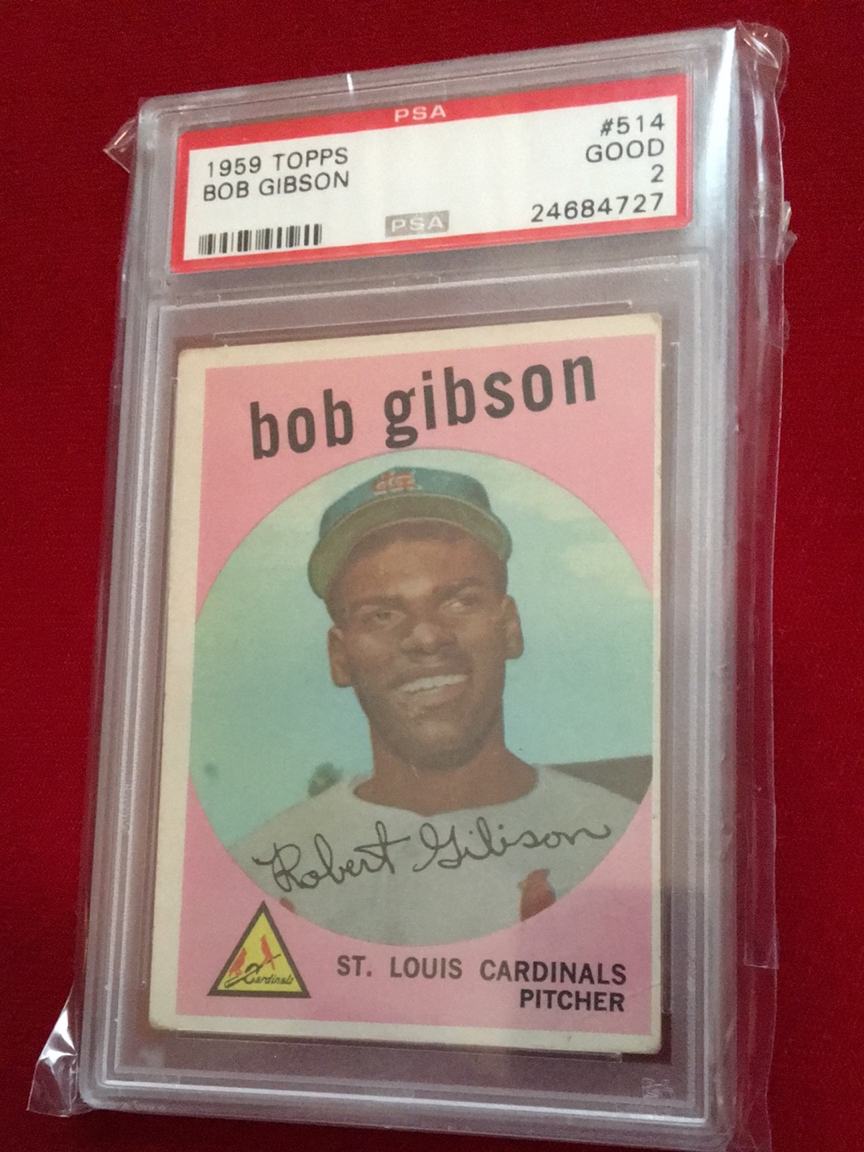 PSA
1959 TOPPS
BOB GIBSON
#514
GOOD
2
PSA
24684727
bob gibson
Robert Gibson
Cardinals
ST. LOUIS CARDINALS
PITCHER